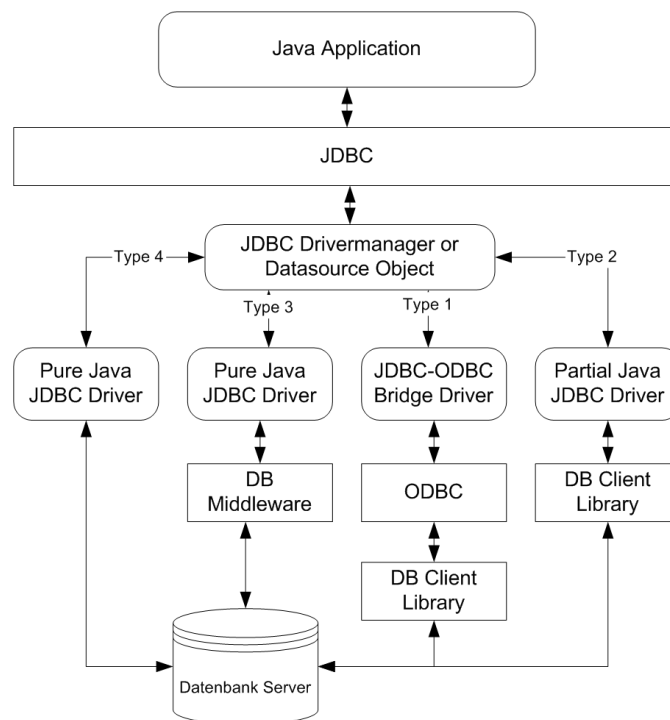 Java Application
JDBC
JDBC Drivermanager or
Datasource Object
Type 4
Type 2
Type 3
Type 1
Pure Java
JDBC Driver
Pure Java
JDBC Driver
JDBC-ODBC
Bridge Driver
Partial Java
JDBC Driver
DB
Middleware
ODBC
DB Client
Library
DB Client
Library
Datenbank Server